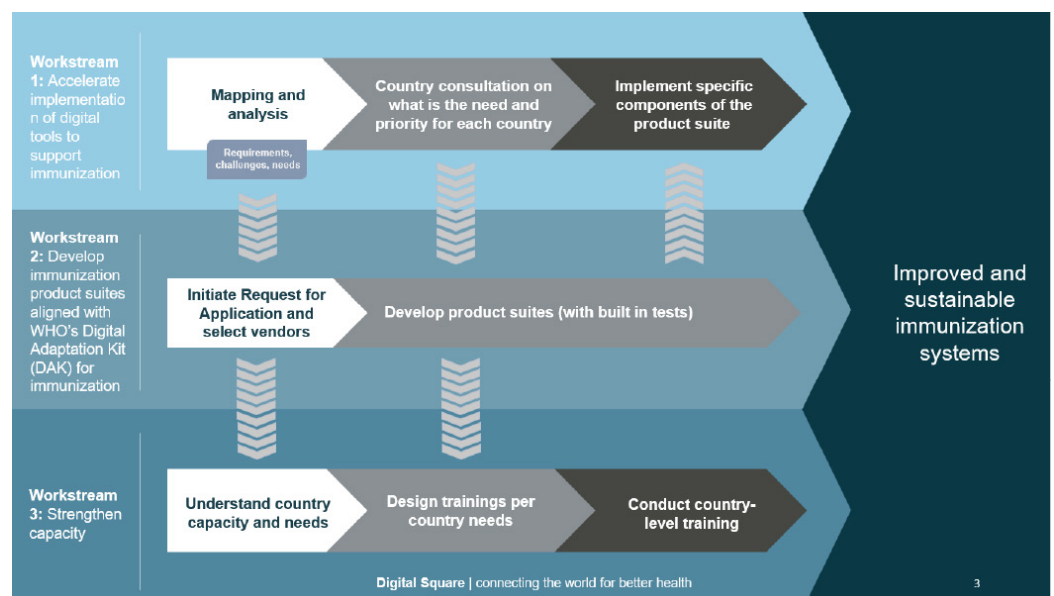 Workstream
1: Accelerate
implementatio
n of digital
tools to
support
immunization
Mapping and
analysis
Requirements,
challenges, needs
Country consultation on
what is the need and
priority for each country
Implement specific
components of the
product suite
Workstream
2: Develop
immunization
product suites
aligned with
WHO's Digital
Adaptation Kit
(DAK) for
immunization
Initiate Request for
Application and
select vendors
Develop product suites (with built in tests)
Workstream
3: Strengthen
capacity
Understand country
capacity and needs
Design trainings per
country needs
Conduct country-
level training
Improved and
sustainable
immunization
systems
Digital Square | connecting the world for better health
3